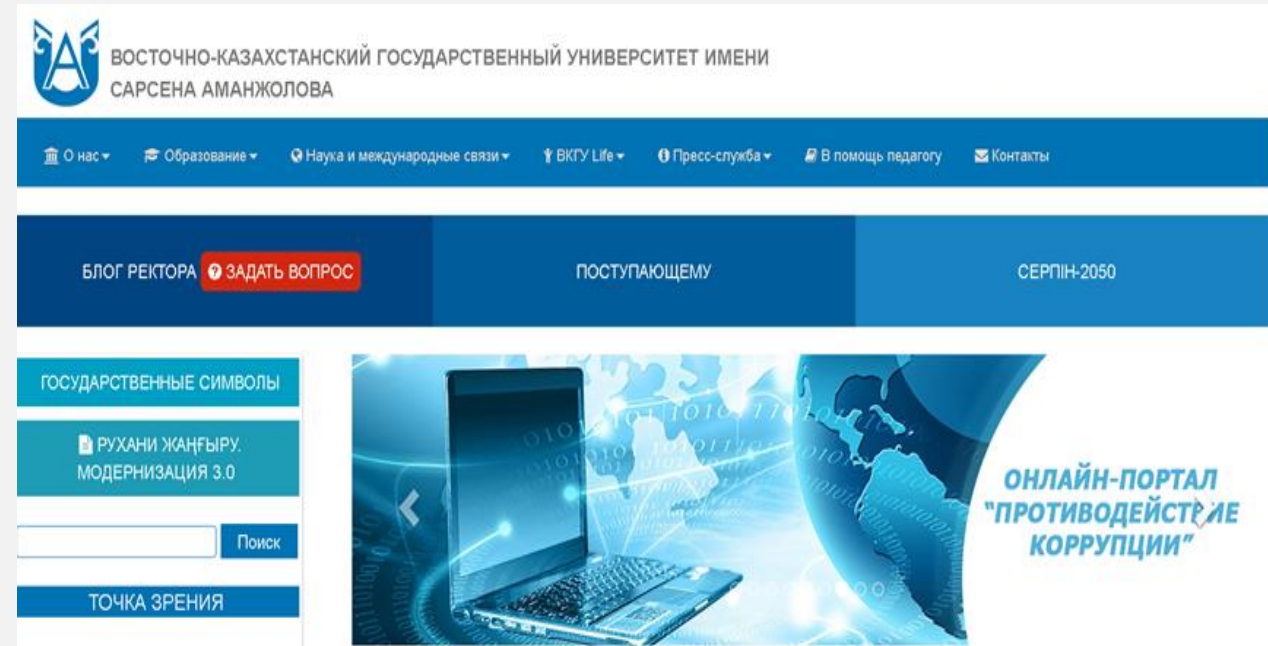 ВОСТОЧНО-КАЗАХСТАНСКИЙ ГОСУДАРСТВЕННЫЙ УНИВЕРСИТЕТ ИМЕНИ
САРСЕНА АМАНЖОЛОВА
О нас Образование Наука и международные связи ВКГУ Life Пресс-служба В помощь педагогу Контакты
БЛОГ РЕКТОРА ЗАДАТЬ ВОПРОС ПОСТУПАЮЩЕМУ СЕРПІН-2050
ГОСУДАРСТВЕННЫЕ СИМВОЛЫ
РУХАНИ ЖАҢҒЫРУ.
МОДЕРНИЗАЦИЯ 3.0
Поиск
ТОЧКА ЗРЕНИЯ
ОНЛАЙН-ПОРТАЛ
"ПРОТИВОДЕЙСТВИЕ
КОРРУПЦИИ"